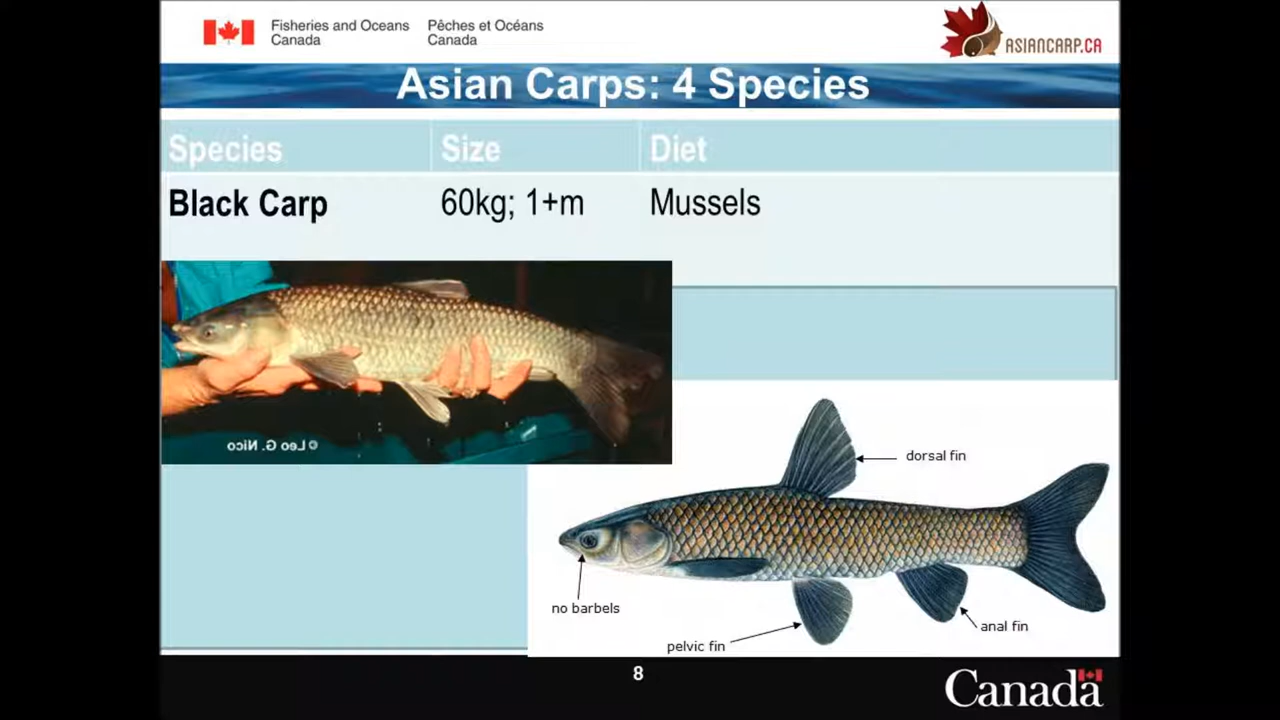 Fisheries and Oceans
Canada
Pêches et Océans
Canada
ASIANCARP.CA
Asian Carps: 4 Species
Species Size Diet
Black Carp 60kg; 1+m Mussels
© Leo G. Nico
dorsal fin
no barbels
anal fin
pelvic fin
8
Canada